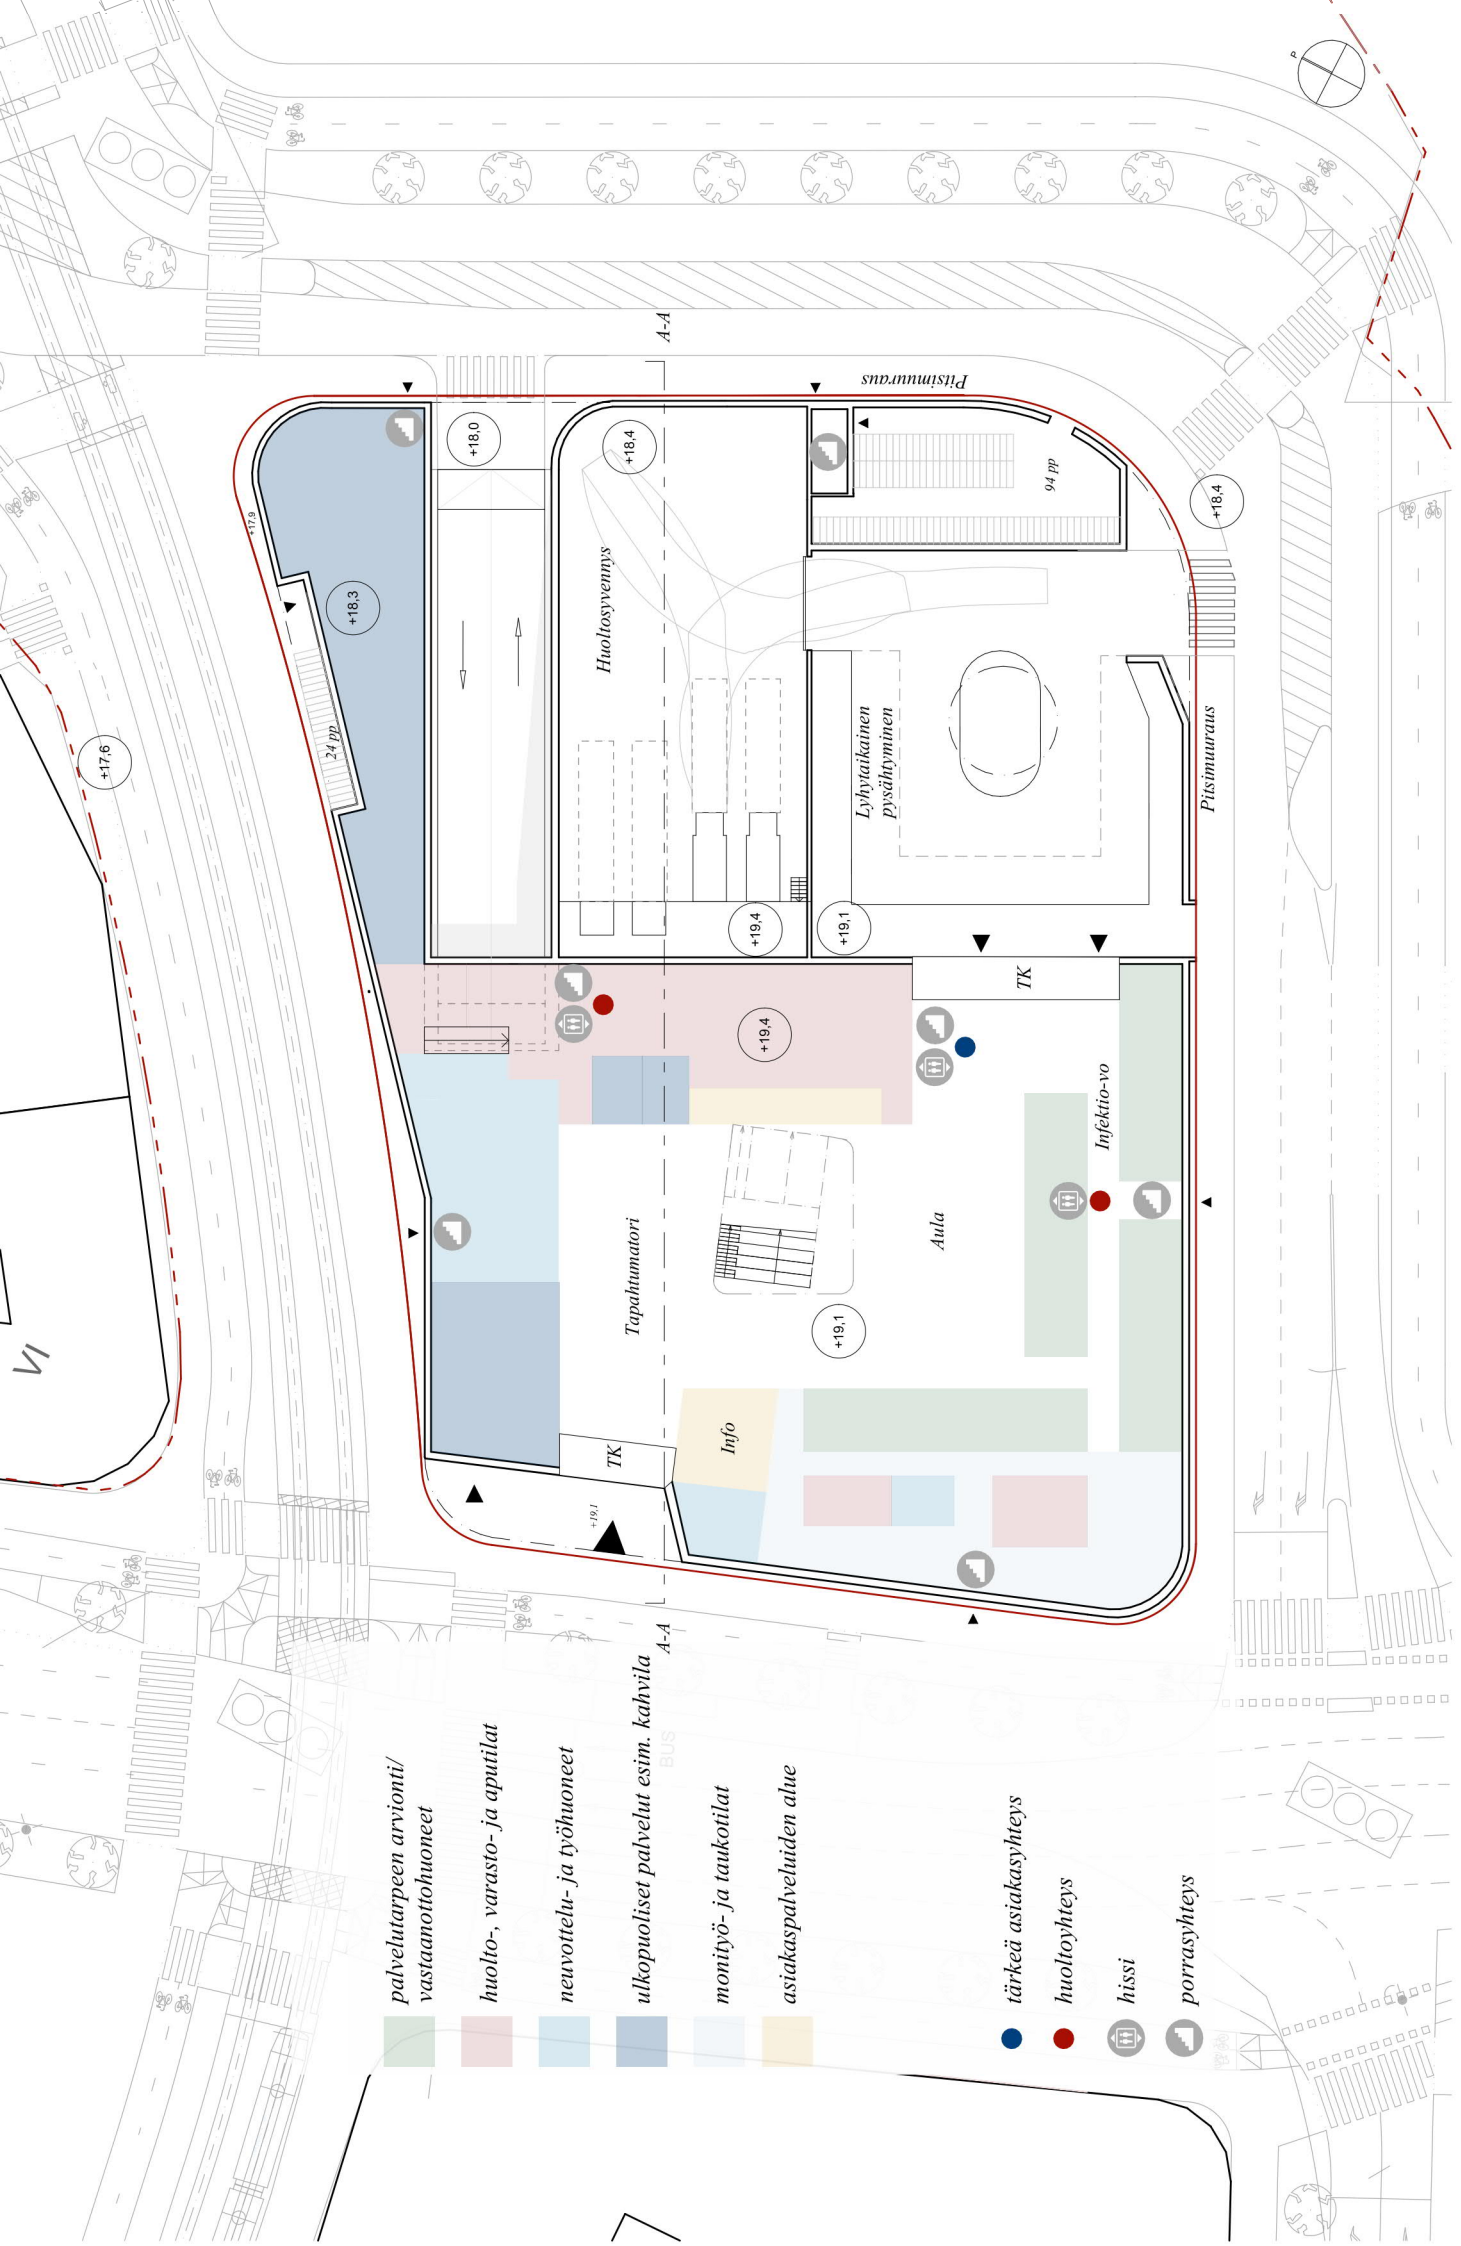 P
A-A
Pitsimuuraus
+18,0
+18,4
94 pp
+18,4
+17,9
+18,3
24 pp
+17,6
Huoltosyvennys
Lyhytaikainen
pysähtyminen
Pitsimuuraus
+19,4
+19,1
TK
+19,4
Infektio-vo
Aula
Tapahtumatori
+19,1
Info
TK
+19,1
VI
A-A
BUS
palvelutarpeen arviontí/
vastaanottohuoneet
huolto-, varasto- ja aputilat
neuvottelu- ja työhuoneet
ulkopuoliset palvelut esim. kahvila
monityö- ja taukotilat
asiakaspalveluiden alue
tärkeä asiakasyhteys
huoltoyhteys
hissi
porrasyhteys